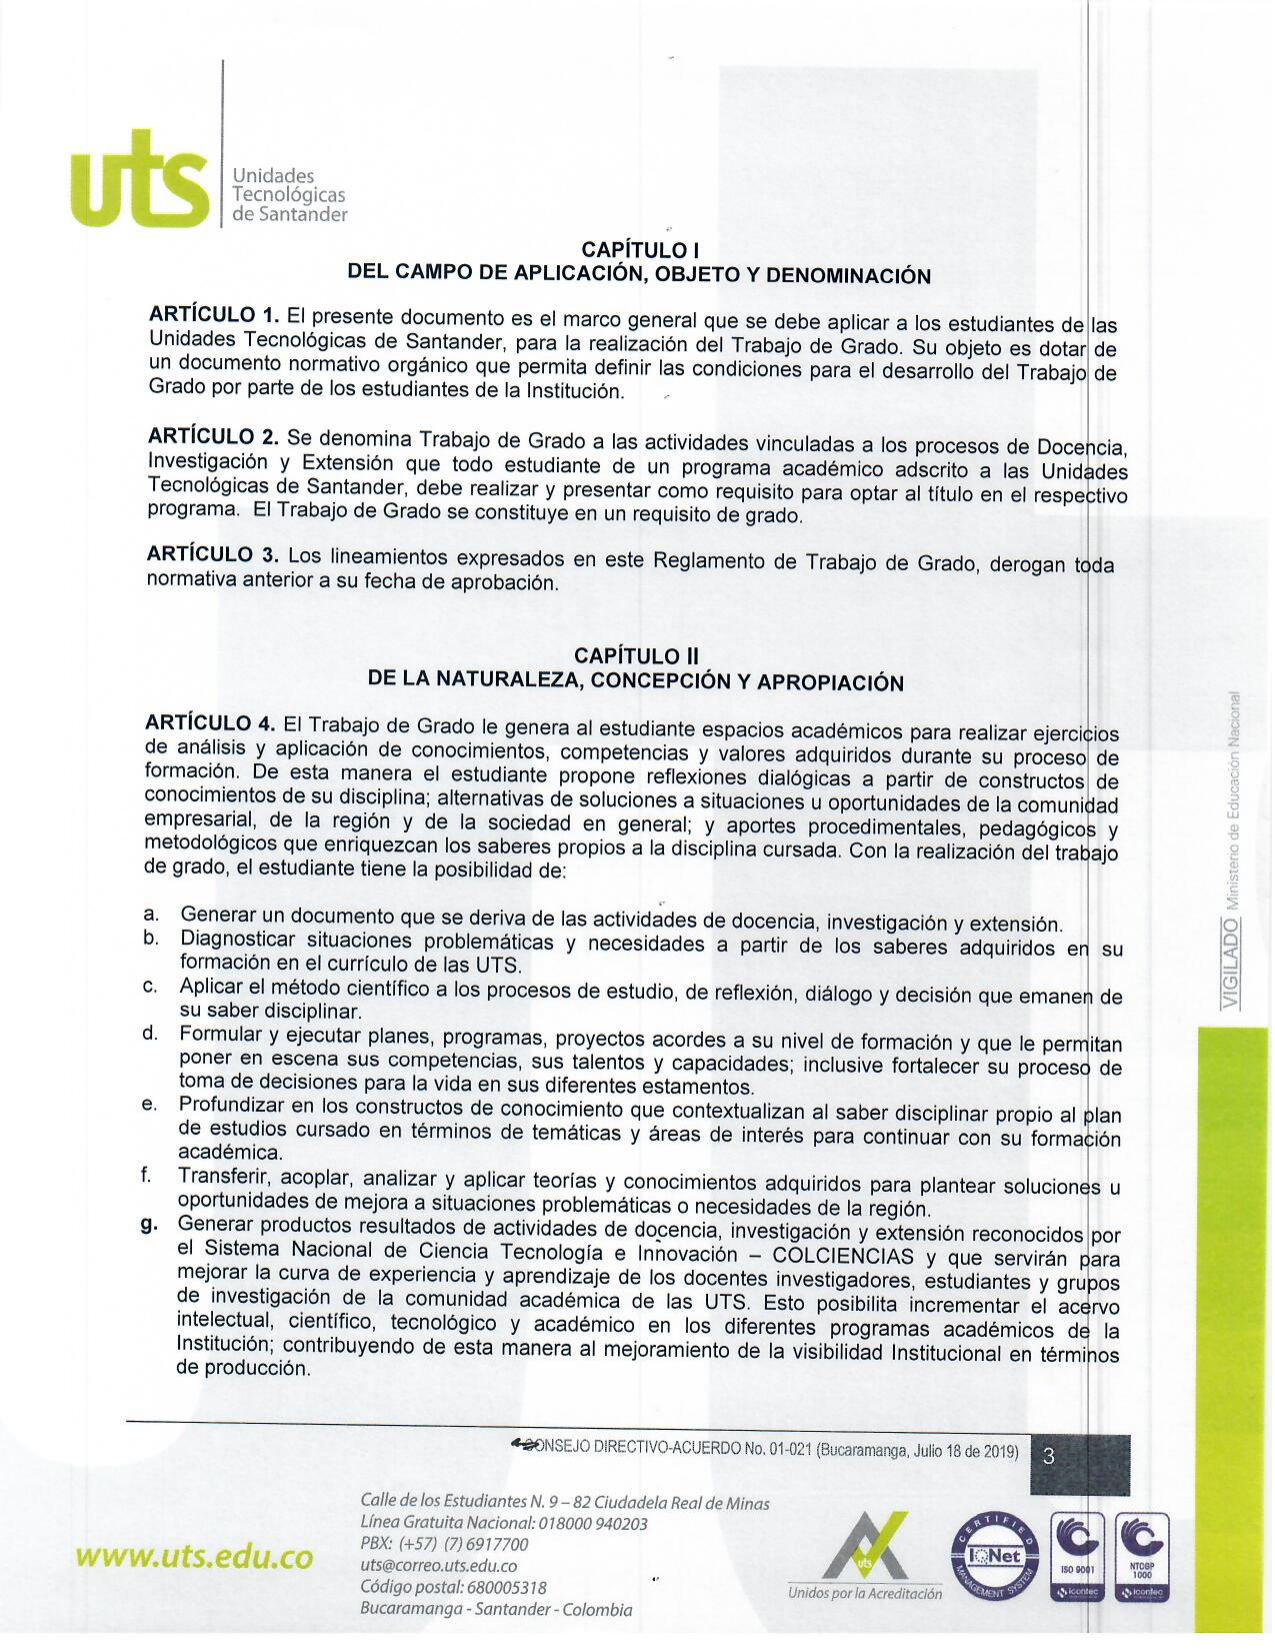 uts
Unidades
Tecnológicas
de Santander
CAPÍTULO I
DEL CAMPO DE APLICACIÓN, OBJETO Y DENOMINACIÓN
ARTÍCULO 1. El presente documento es el marco general que se debe aplicar a los estudiantes de las
Unidades Tecnológicas de Santander, para la realización del Trabajo de Grado. Su objeto es dotar de
un documento normativo orgánico que permita definir las condiciones para el desarrollo del Trabajo de
Grado por parte de los estudiantes de la Institución.
ARTÍCULO 2. Se denomina Trabajo de Grado a las actividades vinculadas a los procesos de Docencia,
Investigación y Extensión que todo estudiante de un programa académico adscrito a las Unidades
Tecnológicas de Santander, debe realizar y presentar como requisito para optar al título en el respectivo
programa. El Trabajo de Grado se constituye en un requisito de grado.
ARTÍCULO 3. Los lineamientos expresados en este Reglamento de Trabajo de Grado, derogan toda
normativa anterior a su fecha de aprobación.
CAPÍTULO II
DE LA NATURALEZA, CONCEPCIÓN Y APROPIACIÓN
ARTÍCULO 4. El Trabajo de Grado le genera al estudiante espacios académicos para realizar ejercicios
de análisis y aplicación de conocimientos, competencias y valores adquiridos durante su proceso de
formación. De esta manera el estudiante propone reflexiones dialógicas a partir de constructos de
conocimientos de su disciplina; alternativas de soluciones a situaciones u oportunidades de la comunidad
empresarial, de la región y de la sociedad en general; y aportes procedimentales, pedagógicos y
metodológicos que enriquezcan los saberes propios a la disciplina cursada. Con la realización del trabajo
de grado, el estudiante tiene la posibilidad de:
a. Generar un documento que se deriva de las actividades de docencia, investigación y extensión.
b. Diagnosticar situaciones problemáticas y necesidades a partir de los saberes adquiridos en su
formación en el currículo de las UTS.
c. Aplicar el método científico a los procesos de estudio, de reflexión, diálogo y decisión que emanen de
su saber disciplinar.
d. Formular y ejecutar planes, programas, proyectos acordes a su nivel de formación y que le permitan
poner en escena sus competencias, sus talentos y capacidades; inclusive fortalecer su proceso de
toma de decisiones para la vida en sus diferentes estamentos.
e. Profundizar en los constructos de conocimiento que contextualizan al saber disciplinar propio al plan
de estudios cursado en términos de temáticas y áreas de interés para continuar con su formación
académica.
f. Transferir, acoplar, analizar y aplicar teorías y conocimientos adquiridos para plantear soluciones u
oportunidades de mejora a situaciones problemáticas o necesidades de la región.
g. Generar productos resultados de actividades de docencia, investigación y extensión reconocidos por
el Sistema Nacional de Ciencia Tecnología e Innovación – COLCIENCIAS y que servirán para
mejorar la curva de experiencia y aprendizaje de los docentes investigadores, estudiantes y grupos
de investigación de la comunidad académica de las UTS. Esto posibilita incrementar el acervo
intelectual, científico, tecnológico y académico en los diferentes programas académicos de la
Institución; contribuyendo de esta manera al mejoramiento de la visibilidad Institucional en términos
de producción.
VIGILADO Ministerio de Educación Nacional
CONSEJO DIRECTIVO-ACUERDO No. 01-021 (Bucaramanga, Julio 18 de 2019) 3
www.uts.edu.co
Calle de los Estudiantes N. 9 – 82 Ciudadela Real de Minas
Línea Gratuita Nacional: 018000 940203
PBX: (+57) (7) 6917700
uts@correo.uts.edu.co
Código postal: 680005318
Bucaramanga - Santander - Colombia
uts
Unidos por la Acreditación
CERTIFIED
IQNet
MANAGEMENT SYSTEM
ISO 9001
icontec
NTCGP
1000
icontec